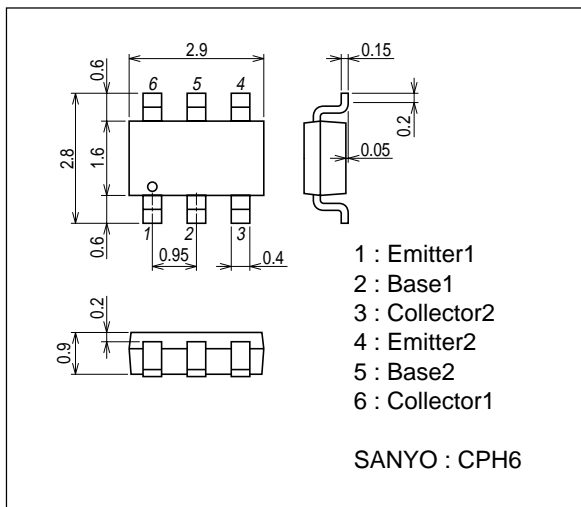 2.9
0.15
0.6
6
5
4
0.2
2.8
1.6
0.05
0.6
1
2
3
0.95
0.4
1 : Emitter1
2 : Base1
3 : Collector2
4 : Emitter2
5 : Base2
6 : Collector1
0.2
0.9
SANYO : CPH6